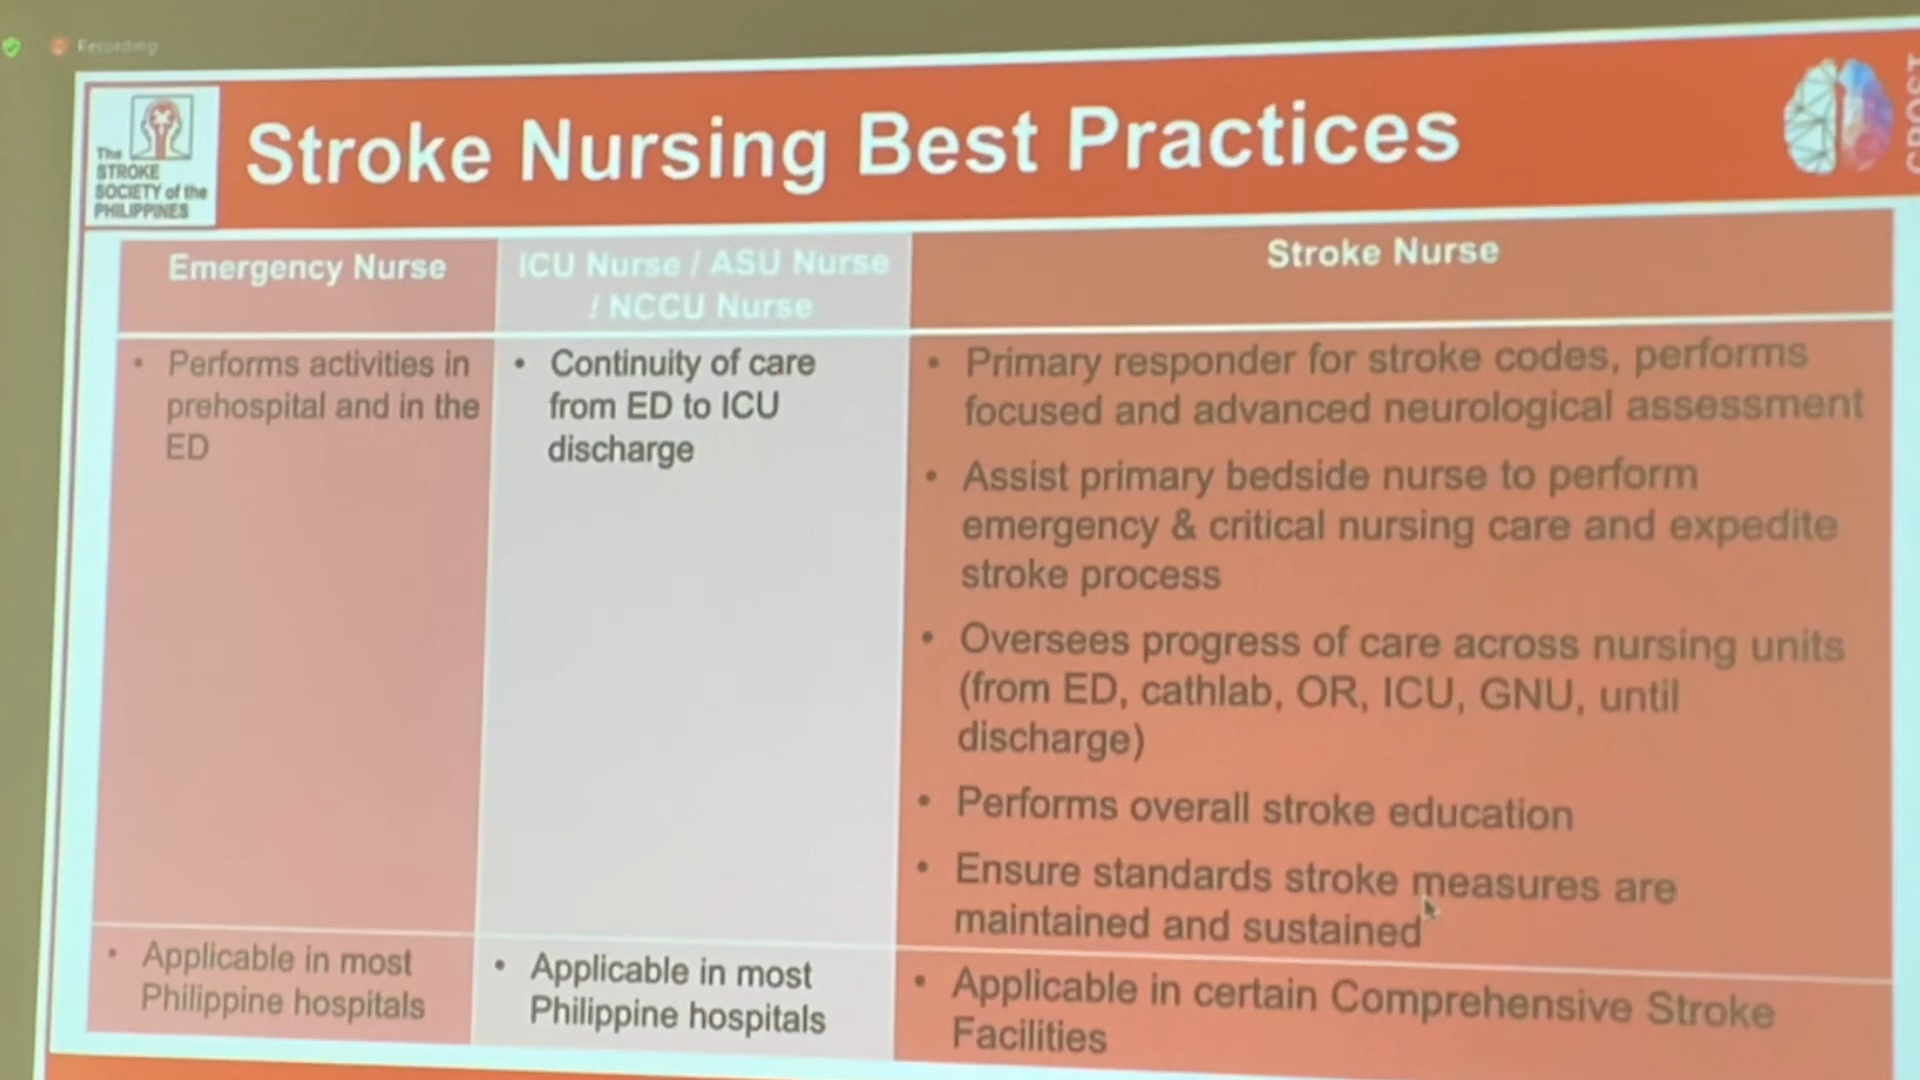 Recording
The
STROKE
SOCIETY of the
PHILIPPINES
Stroke Nursing Best Practices
Emergency Nurse
ICU Nurse / ASU Nurse
/ NCCU Nurse
Stroke Nurse
• Performs activities in
prehospital and in the
ED
• Continuity of care
from ED to ICU
discharge
• Primary responder for stroke codes, performs
focused and advanced neurological assessment
• Assist primary bedside nurse to perform
emergency & critical nursing care and expedite
stroke process
• Oversees progress of care across nursing units
(from ED, cathlab, OR, ICU, GNU, until
discharge)
• Performs overall stroke education
• Ensure standards stroke measures are
maintained and sustained
• Applicable in most
Philippine hospitals
• Applicable in most
Philippine hospitals
• Applicable in certain Comprehensive Stroke
Facilities